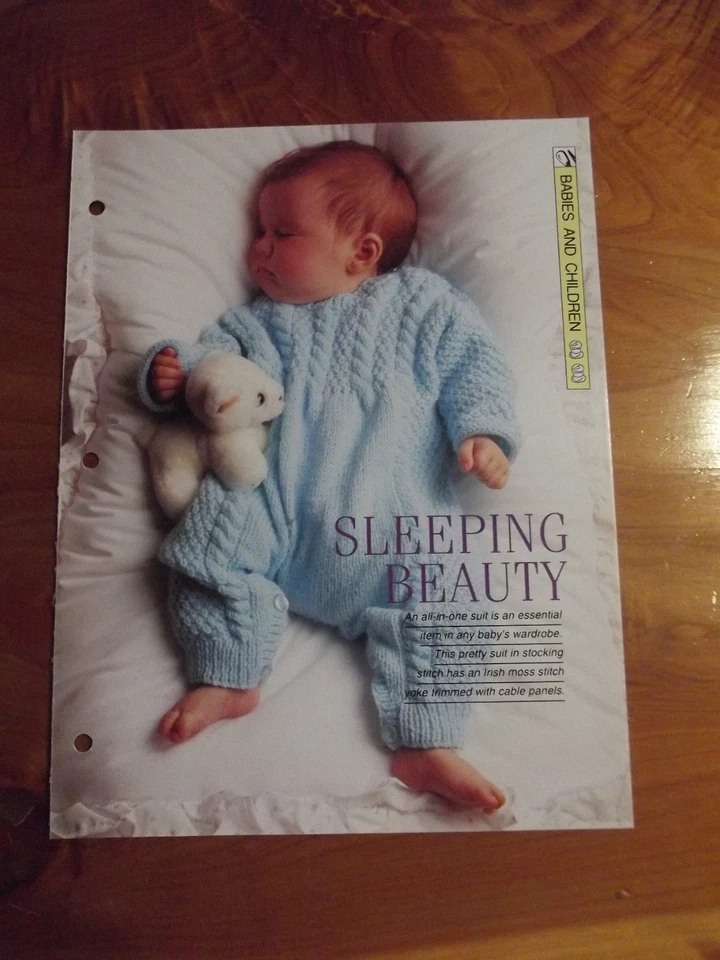 BABIES AND CHILDREN
SLEEPING
BEAUTY
An all-in-one suit is an essential
item in any baby's wardrobe.
This pretty suit in stocking
stitch has an Irish moss stitch
yoke trimmed with cable panels.